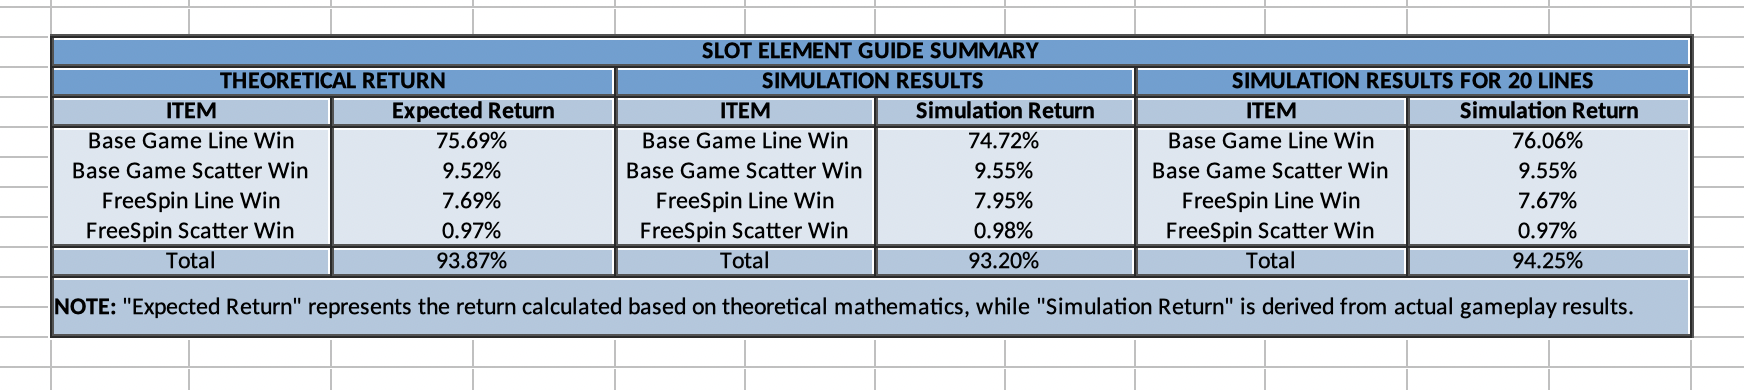 SLOT ELEMENT GUIDE SUMMARY
THEORETICAL RETURN SIMULATION RESULTS SIMULATION RESULTS FOR 20 LINES
ITEM Expected Return ITEM Simulation Return ITEM Simulation Return
Base Game Line Win 75.69% Base Game Line Win 74.72% Base Game Line Win 76.06%
Base Game Scatter Win 9.52% Base Game Scatter Win 9.55% Base Game Scatter Win 9.55%
FreeSpin Line Win 7.69% FreeSpin Line Win 7.95% FreeSpin Line Win 7.67%
FreeSpin Scatter Win 0.97% FreeSpin Scatter Win 0.98% FreeSpin Scatter Win 0.97%
Total 93.87% Total 93.20% Total 94.25%
NOTE: "Expected Return" represents the return calculated based on theoretical mathematics, while "Simulation Return" is derived from actual gameplay results.